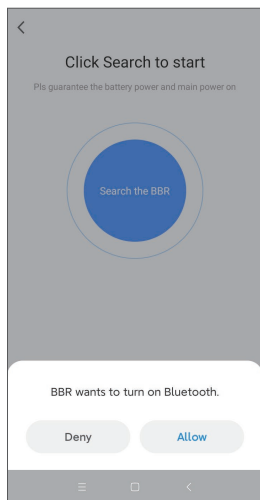 Click Search to start
Pls guarantee the battery power and main power on
Search the BBR
BBR wants to turn on Bluetooth.
Deny Allow